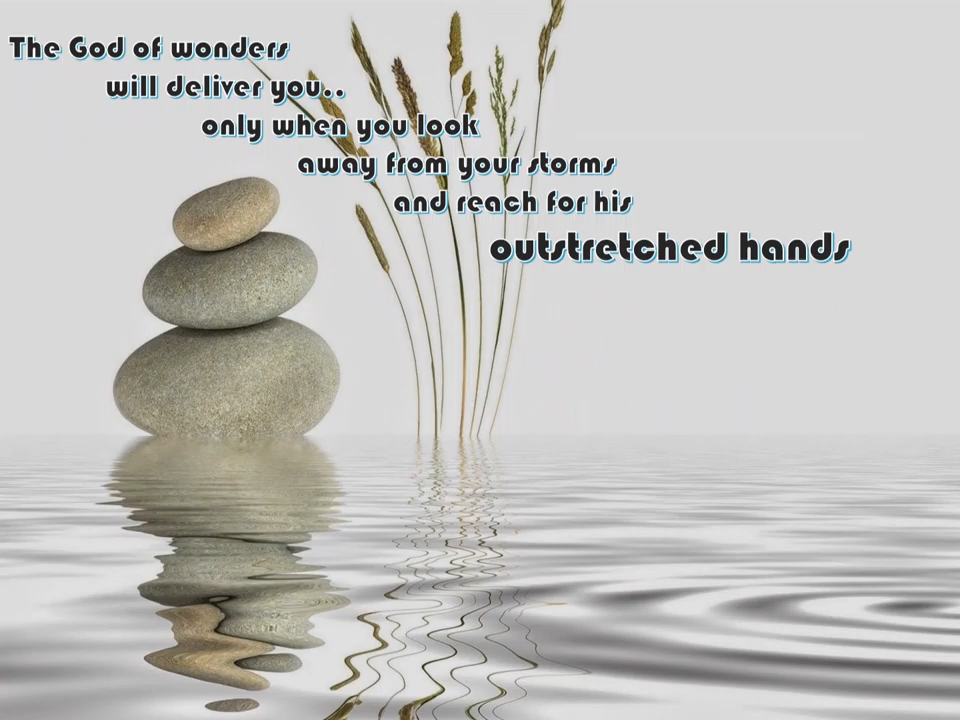 The God of wonders
will deliver you..
only when you look
away from your storms
and reach for his
outstretched hands